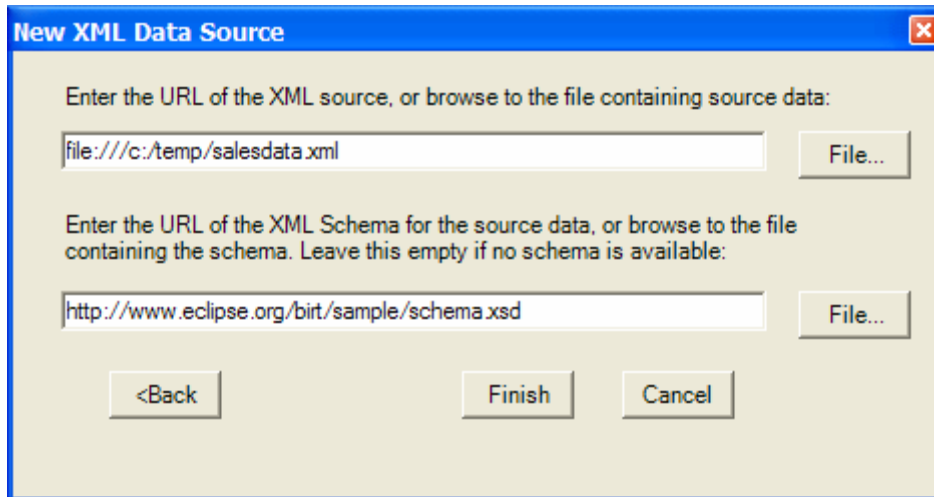 New XML Data Source
Enter the URL of the XML source, or browse to the file containing source data:
file:///c:/temp/salesdata.xml
File...
Enter the URL of the XML Schema for the source data, or browse to the file
containing the schema. Leave this empty if no schema is available:
http://www.eclipse.org/birt/sample/schema.xsd
File...
<Back
Finish
Cancel